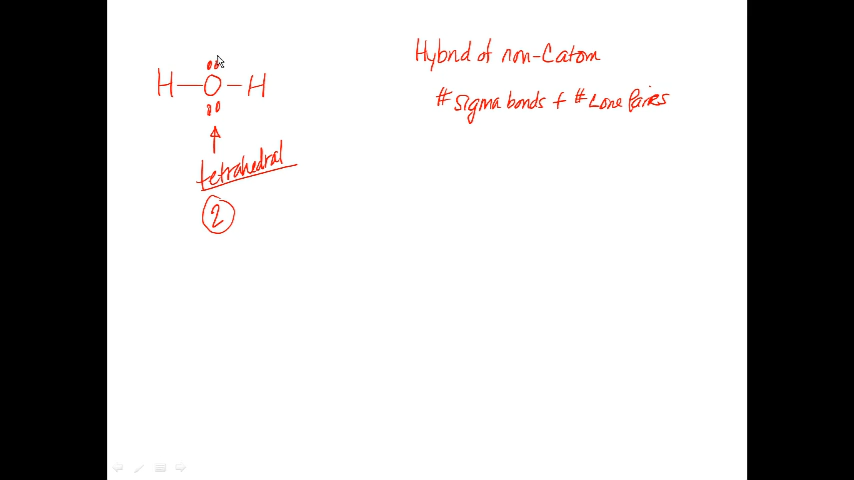 H—O—H
tetrahedral
2
Hybrid of non-C atom
# sigma bonds + # Lone Pairs